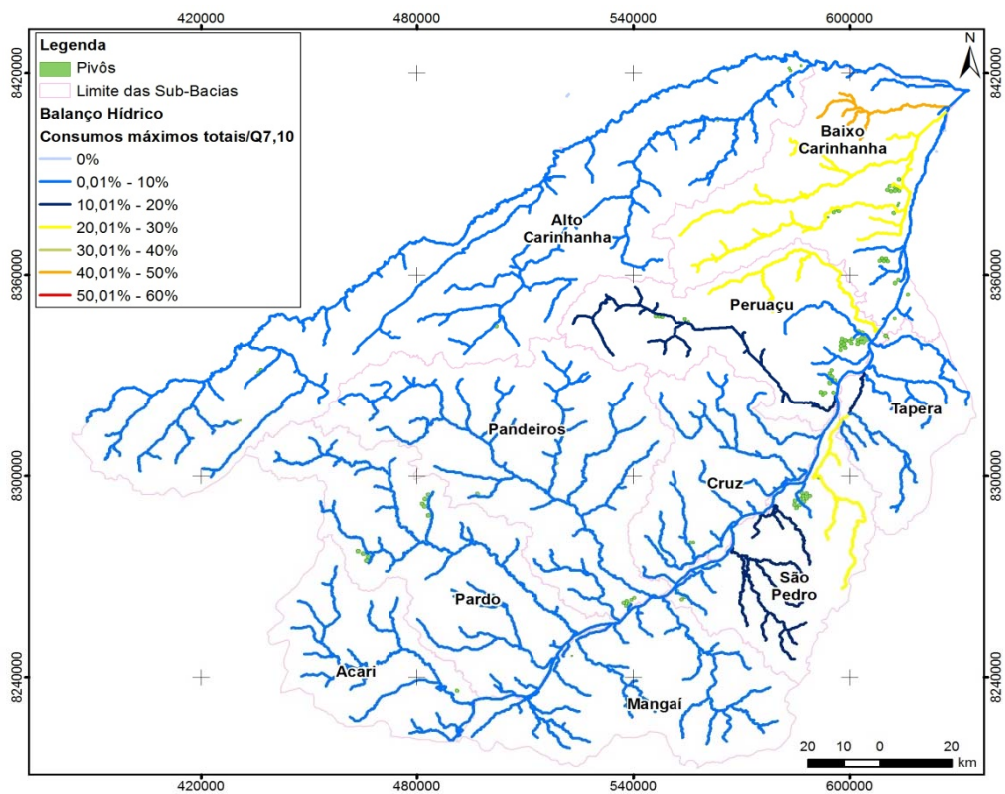 420000 480000 540000 600000
N
Legenda
Pivôs
Limite das Sub-Bacias
Balanço Hídrico
Consumos máximos totais/Q7,10
0%
0,01% - 10%
10,01% - 20%
20,01% - 30%
30,01% - 40%
40,01% - 50%
50,01% - 60%
8420000 8420000
Baixo
Carinhanha
Alto
Carinhanha
8360000 8360000
Peruaçu
Tapera
Pandeiros
8300000 8300000
Cruz
São
Pedro
Pardo
Acari
8240000 8240000
Mangaí
20 10 0 20
km
420000 480000 540000 600000